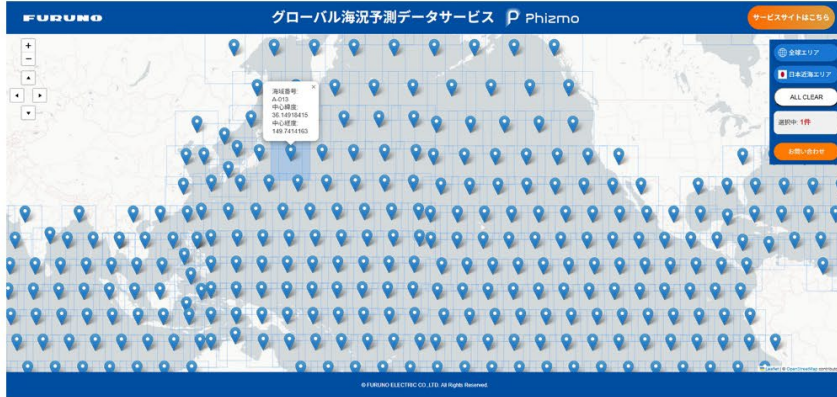 FURUNO
グローバル海況予測データサービス Phizmo
サービスサイトはこちら
+
−
全球エリア
日本近海エリア
ALL CLEAR
選択中: 1件
お問い合わせ
×
海域番号
A-013
中心緯度:
36.14918415
中心経度:
149.7414163
Leaflet | © OpenStreetMap contributors
© FURUNO ELECTRIC CO., LTD. All Rights Reserved.